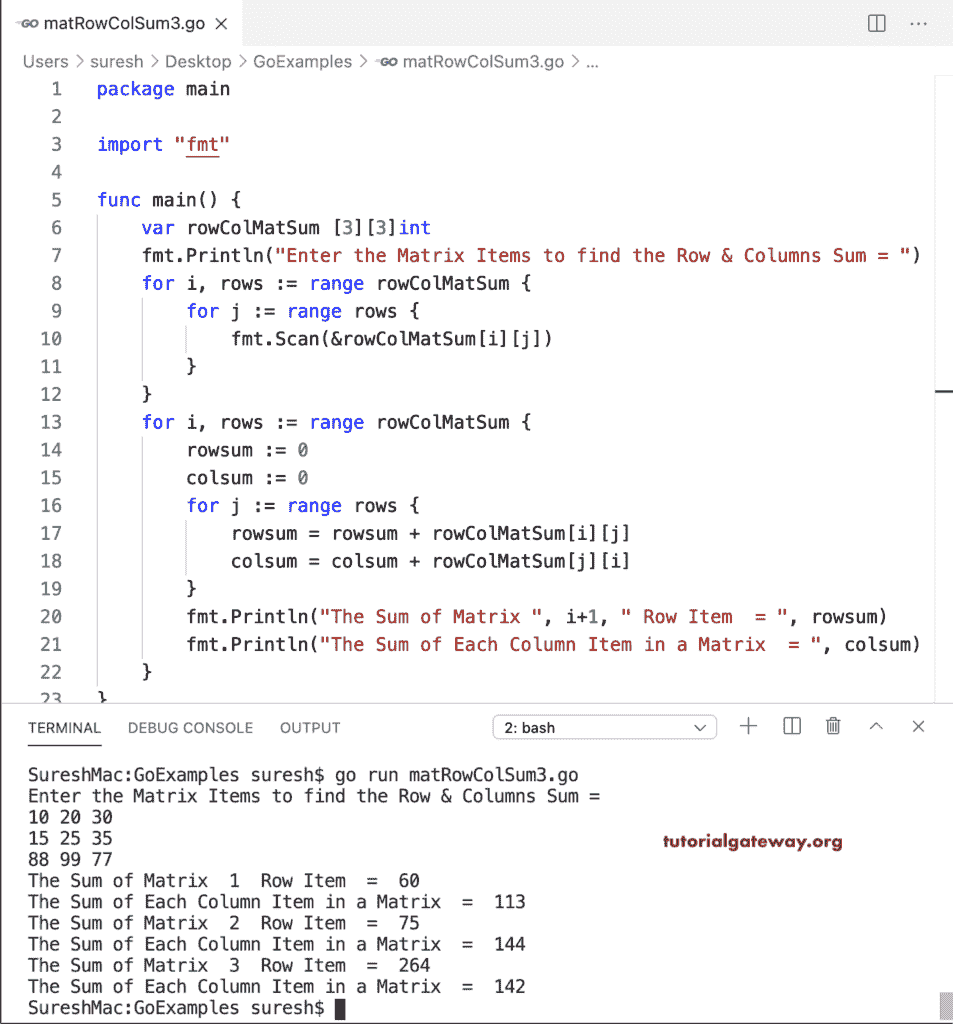 GO matRowColSum3.go ×
Users > suresh > Desktop > GoExamples > GO matRowColSum3.go > ...
1 package main
2
3 import "fmt"
4
5 func main() {
6 var rowColMatSum [3][3]int
7 fmt.Println("Enter the Matrix Items to find the Row & Columns Sum = ")
8 for i, rows := range rowColMatSum {
9 for j := range rows {
10 fmt.Scan(&rowColMatSum[i][j])
11 }
12 }
13 for i, rows := range rowColMatSum {
14 rowsum := 0
15 colsum := 0
16 for j := range rows {
17 rowsum = rowsum + rowColMatSum[i][j]
18 colsum = colsum + rowColMatSum[j][i]
19 }
20 fmt.Println("The Sum of Matrix ", i+1, " Row Item  = ", rowsum)
21 fmt.Println("The Sum of Each Column Item in a Matrix  = ", colsum)
22 }
23 }
TERMINAL DEBUG CONSOLE OUTPUT 2: bash
SureshMac:GoExamples suresh$ go run matRowColSum3.go
Enter the Matrix Items to find the Row & Columns Sum =
10 20 30
15 25 35
tutorialgateway.org
88 99 77
The Sum of Matrix  1  Row Item  =  60
The Sum of Each Column Item in a Matrix  =  113
The Sum of Matrix  2  Row Item  =  75
The Sum of Each Column Item in a Matrix  =  144
The Sum of Matrix  3  Row Item  =  264
The Sum of Each Column Item in a Matrix  =  142
SureshMac:GoExamples suresh$